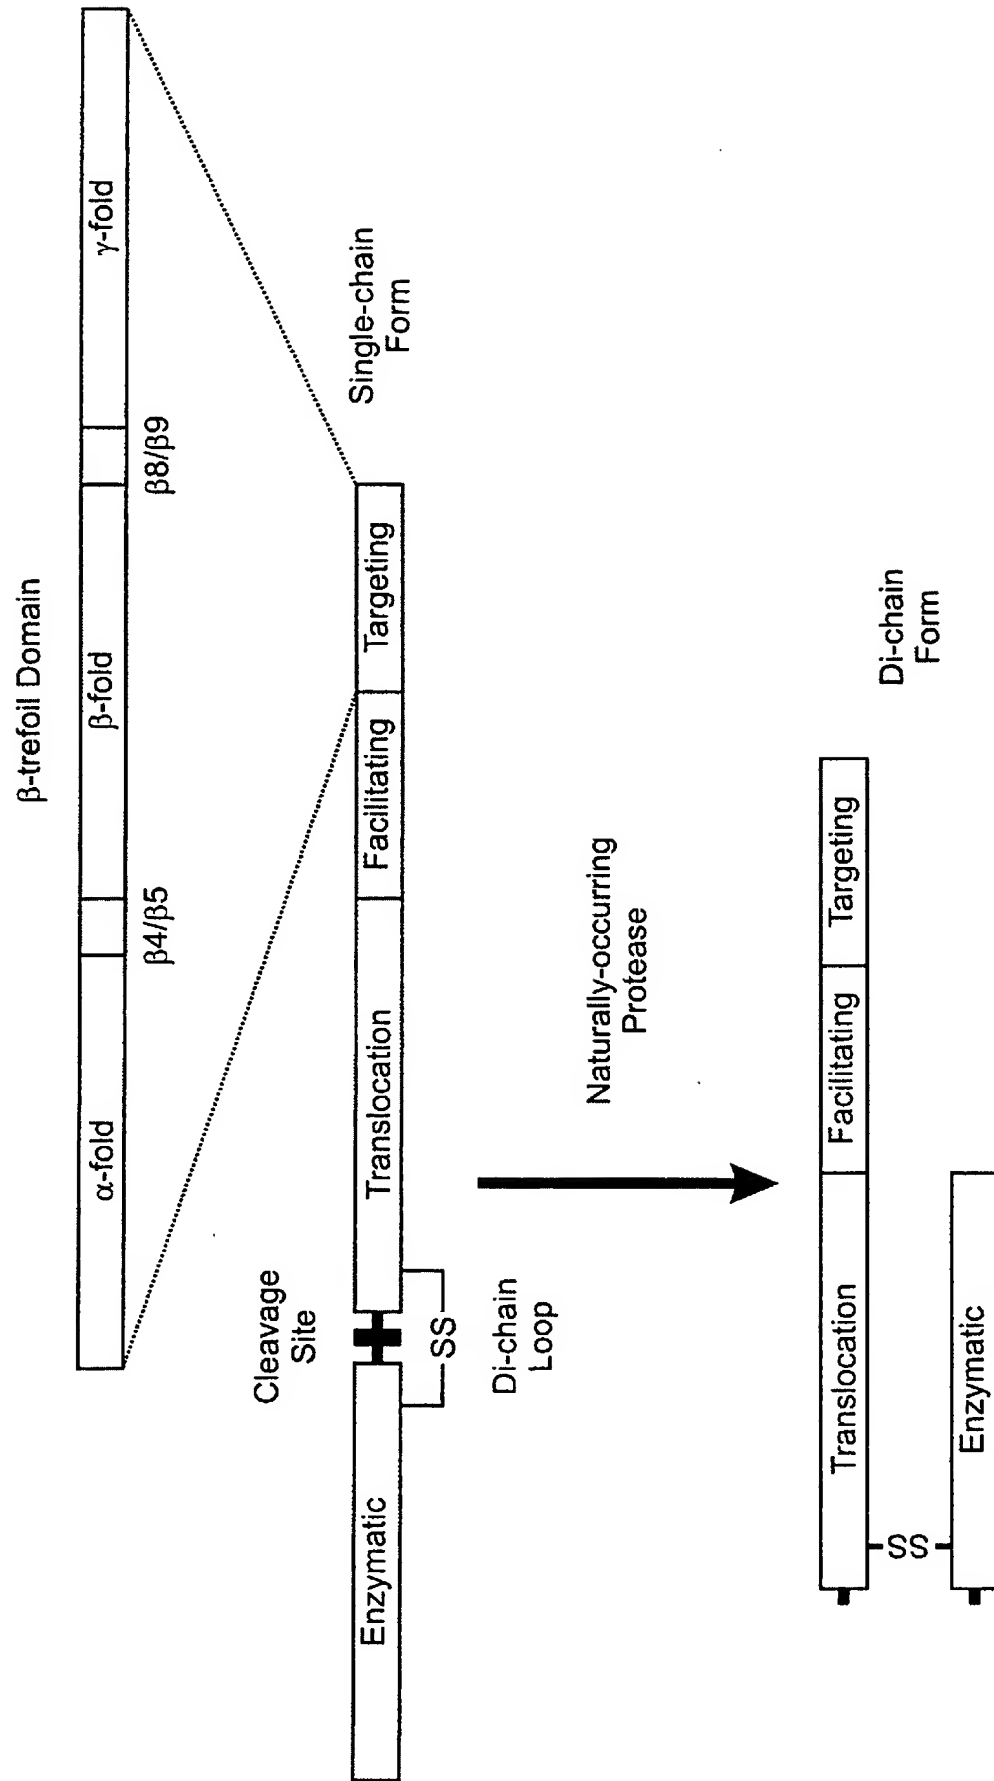 β-trefoil Domain
α-fold
β-fold
γ-fold
β4/β5
β8/β9
Cleavage
Site
Single-chain
Form
Enzymatic
Translocation
Facilitating
Targeting
SS
Di-chain
Loop
Naturally-occurring
Protease
Di-chain
Form
Translocation
Facilitating
Targeting
SS
Enzymatic